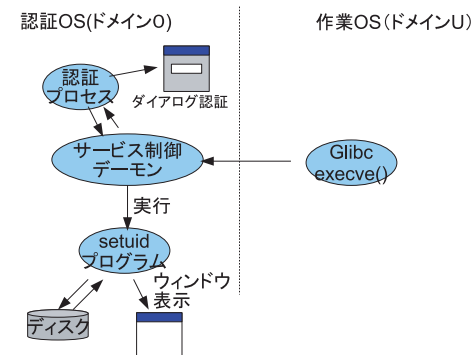 認証OS(ドメイン0)
作業OS(ドメインU)
認証
プロセス
ダイアログ認証
サービス制御
デーモン
Glibc
execve()
実行
setuid
プログラム
ウィンドウ
表示
ディスク